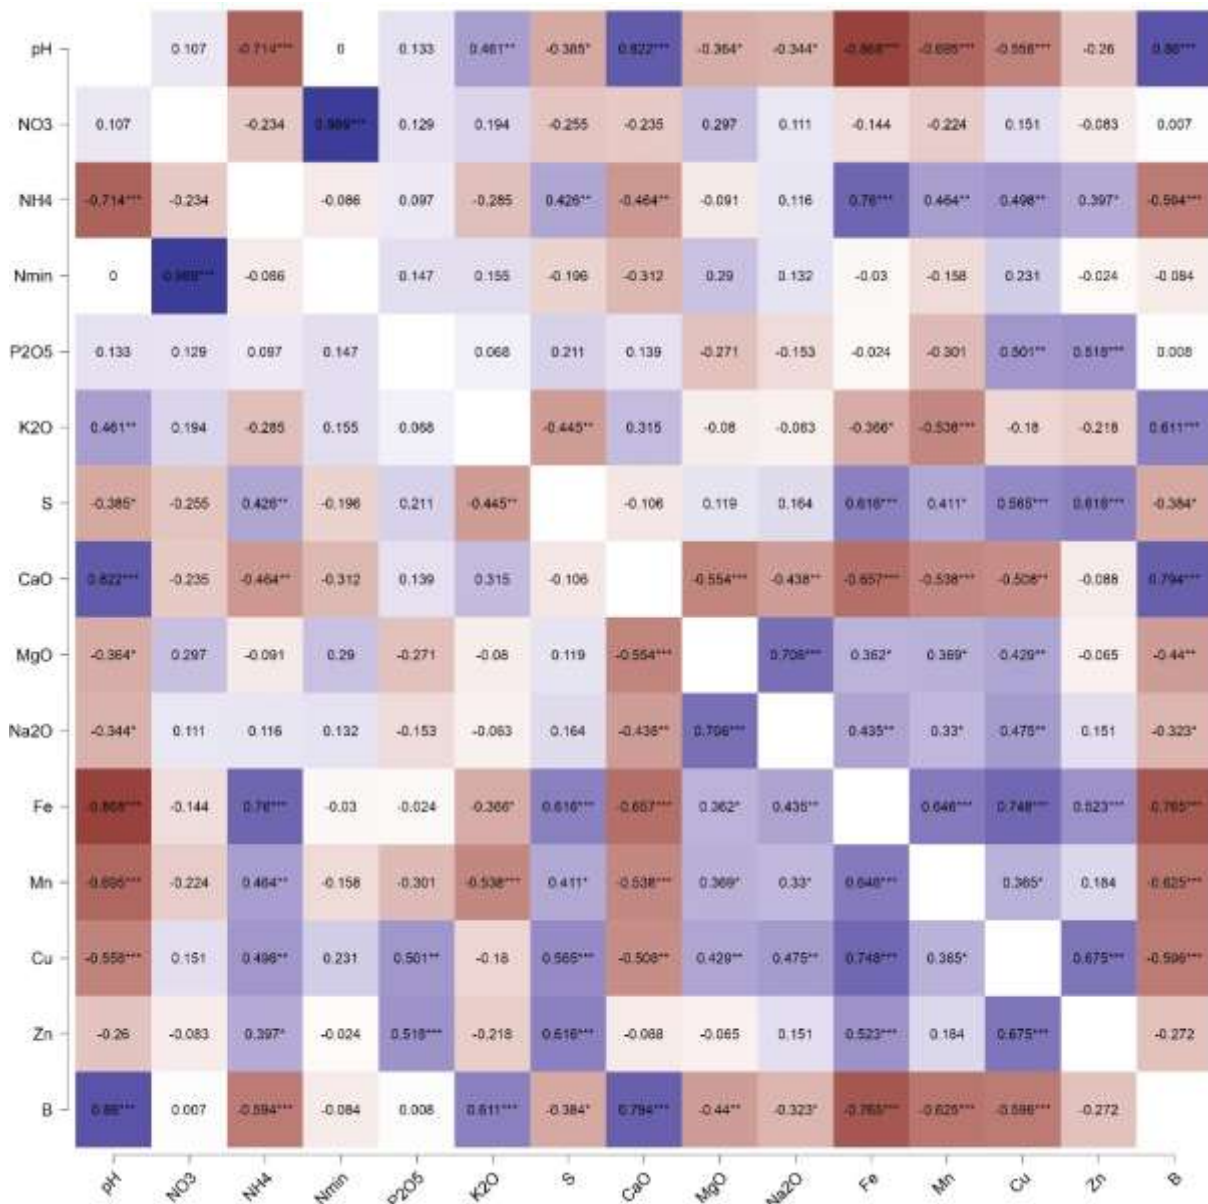 pH 0.107 -0.714*** 0 0.133 0.461** -0.385* 0.822*** -0.364* -0.344* -0.868*** -0.695*** -0.558*** -0.26 0.86***
NO3 0.107 -0.234 0.989*** 0.129 0.194 -0.255 -0.235 0.297 0.111 -0.144 -0.224 0.151 -0.083 0.007
NH4 -0.714*** -0.234 -0.086 0.097 -0.285 0.426** -0.464** -0.091 0.116 0.76*** 0.464** 0.498** 0.397* -0.594***
Nmin 0 0.989*** -0.086 0.147 0.155 -0.196 -0.312 0.29 0.132 -0.03 -0.158 0.231 -0.024 -0.084
P2O5 0.133 0.129 0.097 0.147 0.068 0.211 0.139 -0.271 -0.153 -0.024 -0.301 0.501** 0.518*** 0.008
K2O 0.461** 0.194 -0.285 0.155 0.068 -0.445** 0.315 -0.08 -0.063 -0.366* -0.538*** -0.18 -0.218 0.611***
S -0.385* -0.255 0.426** -0.196 0.211 -0.445** -0.106 0.119 0.164 0.616*** 0.411* 0.565*** 0.616*** -0.384*
CaO 0.822*** -0.235 -0.464** -0.312 0.139 0.315 -0.106 -0.554*** -0.438** -0.657*** -0.538*** -0.508** -0.088 0.794***
MgO -0.364* 0.297 -0.091 0.29 -0.271 -0.08 0.119 -0.554*** 0.706*** 0.362* 0.369* 0.429** -0.065 -0.44**
Na2O -0.344* 0.111 0.116 0.132 -0.153 -0.063 0.164 -0.438** 0.706*** 0.435** 0.33* 0.475** 0.151 -0.323*
Fe -0.868*** -0.144 0.76*** -0.03 -0.024 -0.366* 0.616*** -0.657*** 0.362* 0.435** 0.646*** 0.748*** 0.523*** -0.765***
Mn -0.695*** -0.224 0.464** -0.158 -0.301 -0.538*** 0.411* -0.538*** 0.369* 0.33* 0.646*** 0.365* 0.184 -0.625***
Cu -0.558*** 0.151 0.498** 0.231 0.501** -0.18 0.565*** -0.508** 0.429** 0.475** 0.748*** 0.365* 0.675*** -0.596***
Zn -0.26 -0.083 0.397* -0.024 0.518*** -0.218 0.616*** -0.088 -0.065 0.151 0.523*** 0.184 0.675*** -0.272
B 0.86*** 0.007 -0.594*** -0.084 0.008 0.611*** -0.384* 0.794*** -0.44** -0.323* -0.765*** -0.625*** -0.596*** -0.272
pH NO3 NH4 Nmin P2O5 K2O S CaO MgO Na2O Fe Mn Cu Zn B